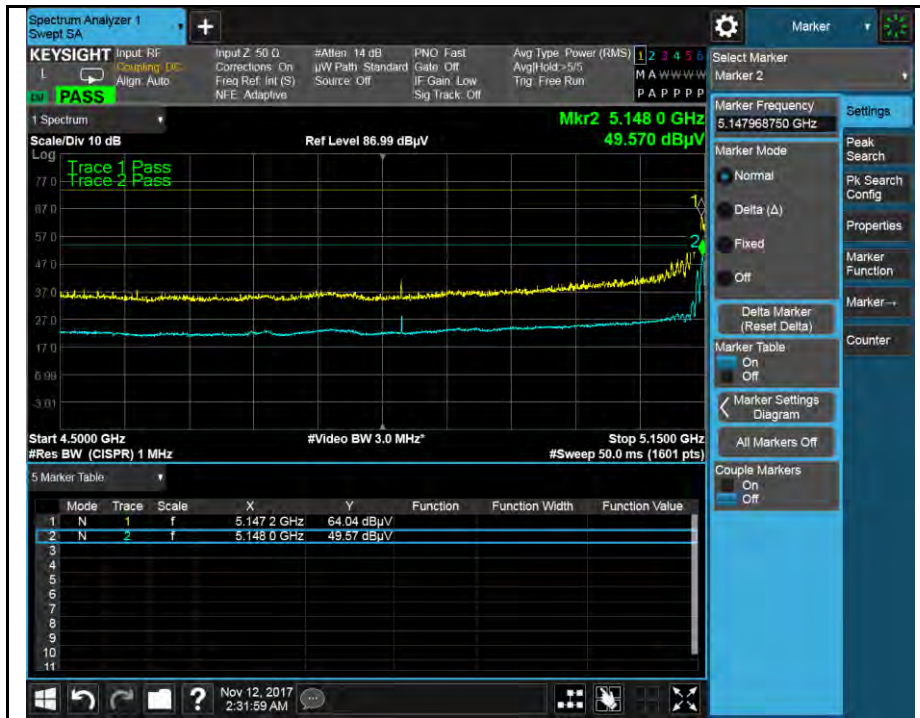 Spectrum Analyzer 1
Swept SA
+
Marker
KEYSIGHT
Input: RF
Coupling: DC
Align: Auto
PASS
Input Z: 50 Ω
Corrections: On
Freq Ref: Int (S)
NFE: Adaptive
#Atten: 14 dB
µW Path: Standard
Source: Off
PNO: Fast
Gate: Off
IF Gain: Low
Sig Track: Off
Avg Type: Power (RMS)
Avg|Hold:>5/5
Trig: Free Run
1 2 3 4 5 6
M A W W W W
P A P P P P
Select Marker
Marker 2
1 Spectrum
Mkr2 5.148 0 GHz
Scale/Div 10 dB
Ref Level 86.99 dBµV
49.570 dBµV
Log
Trace 1 Pass
Trace 2 Pass
77.0
67.0
57.0
47.0
37.0
27.0
17.0
6.99
-3.01
1
2
Start 4.5000 GHz
#Video BW 3.0 MHz*
Stop 5.1500 GHz
#Res BW (CISPR) 1 MHz
#Sweep 50.0 ms (1601 pts)
5 Marker Table
Mode Trace Scale X Y Function Function Width Function Value
1 N 1 f 5.147 2 GHz 64.04 dBµV
2 N 2 f 5.148 0 GHz 49.57 dBµV
3
4
5
6
7
8
9
10
11
Marker Frequency
5.147968750 GHz
Marker Mode
Normal
Delta (Δ)
Fixed
Off
Delta Marker
(Reset Delta)
Marker Table
On
Off
Marker Settings
Diagram
All Markers Off
Couple Markers
On
Off
Settings
Peak
Search
Pk Search
Config
Properties
Marker
Function
Marker→
Counter
?
Nov 12, 2017
2:31:59 AM